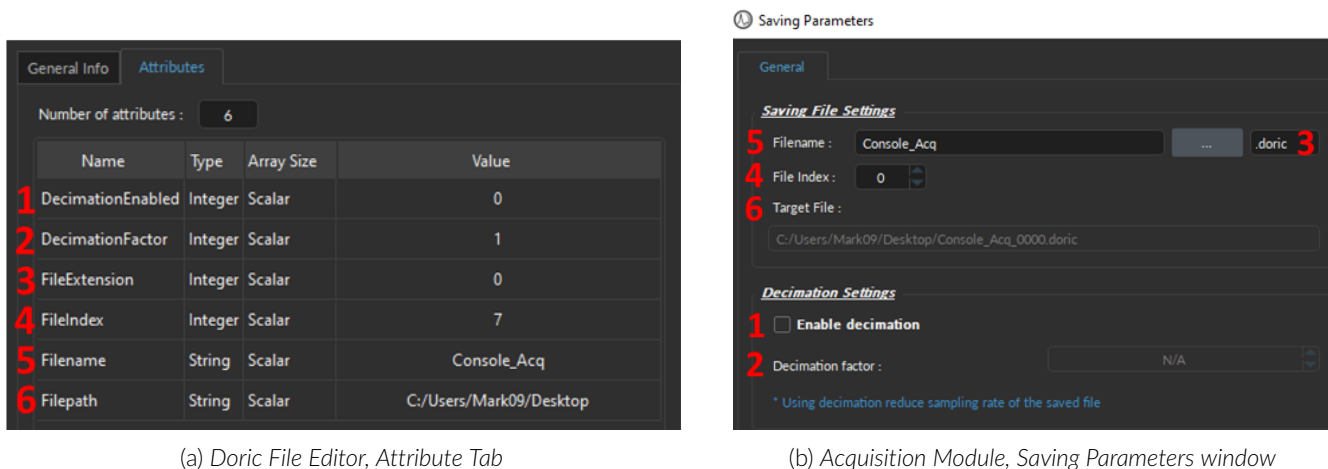 General Info Attributes
Number of attributes : 6
Name Type Array Size Value
1 DecimationEnabled Integer Scalar 0
2 DecimationFactor Integer Scalar 1
3 FileExtension Integer Scalar 0
4 FileIndex Integer Scalar 7
5 Filename String Scalar Console_Acq
6 Filepath String Scalar C:/Users/Mark09/Desktop
(a) Doric File Editor, Attribute Tab
Saving Parameters
General
Saving File Settings
5 Filename : Console_Acq ... .doric 3
4 File Index : 0
6 Target File :
C:/Users/Mark09/Desktop/Console_Acq_0000.doric
Decimation Settings
1 Enable decimation
2 Decimation factor : N/A
* Using decimation reduce sampling rate of the saved file
(b) Acquisition Module, Saving Parameters window